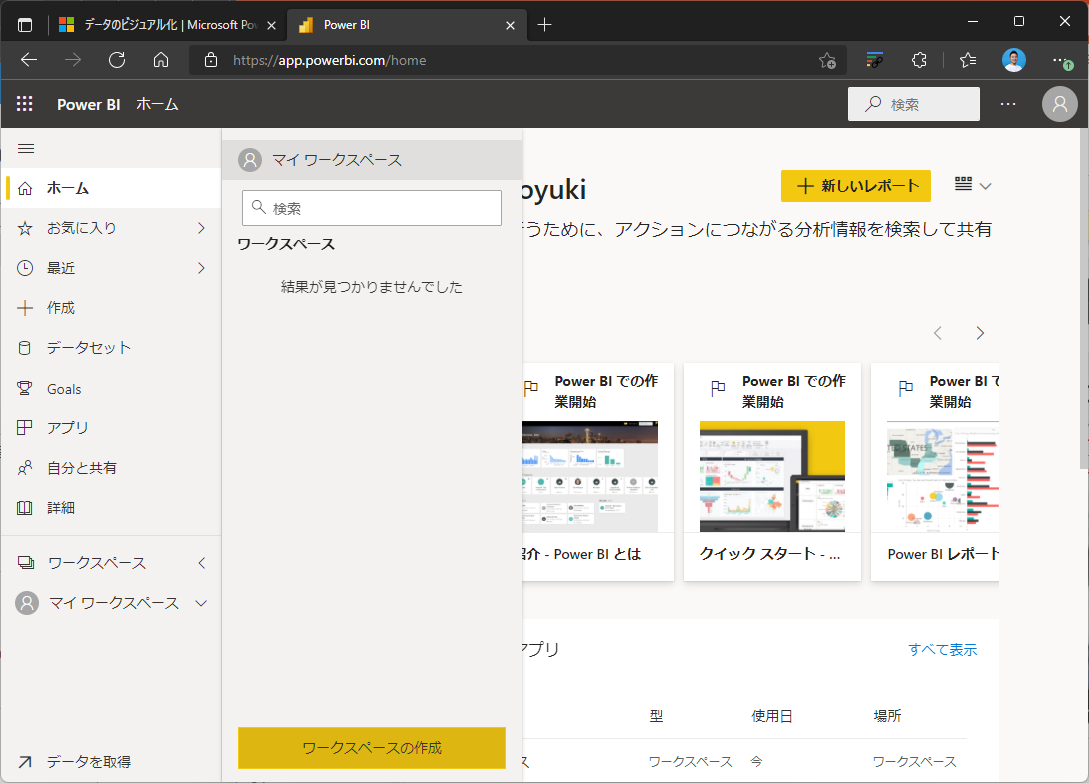 データのビジュアル化 | Microsoft Pow
Power BI
https://app.powerbi.com/home
Power BI ホーム
検索
ホーム
お気に入り
最近
作成
データセット
Goals
アプリ
自分と共有
詳細
ワークスペース
マイ ワークスペース
データを取得
マイ ワークスペース
検索
ワークスペース
結果が見つかりませんでした
ワークスペースの作成
oyuki
新しいレポート
うために、アクションにつながる分析情報を検索して共有
Power BI での作
業開始
介 - Power BI とは
Power BI での作
業開始
クイック スタート - ...
Power BI で
業開始
Power BI レポート
アプリ
すべて表示
型 使用日 場所
ス ワークスペース 今 ワークスペース